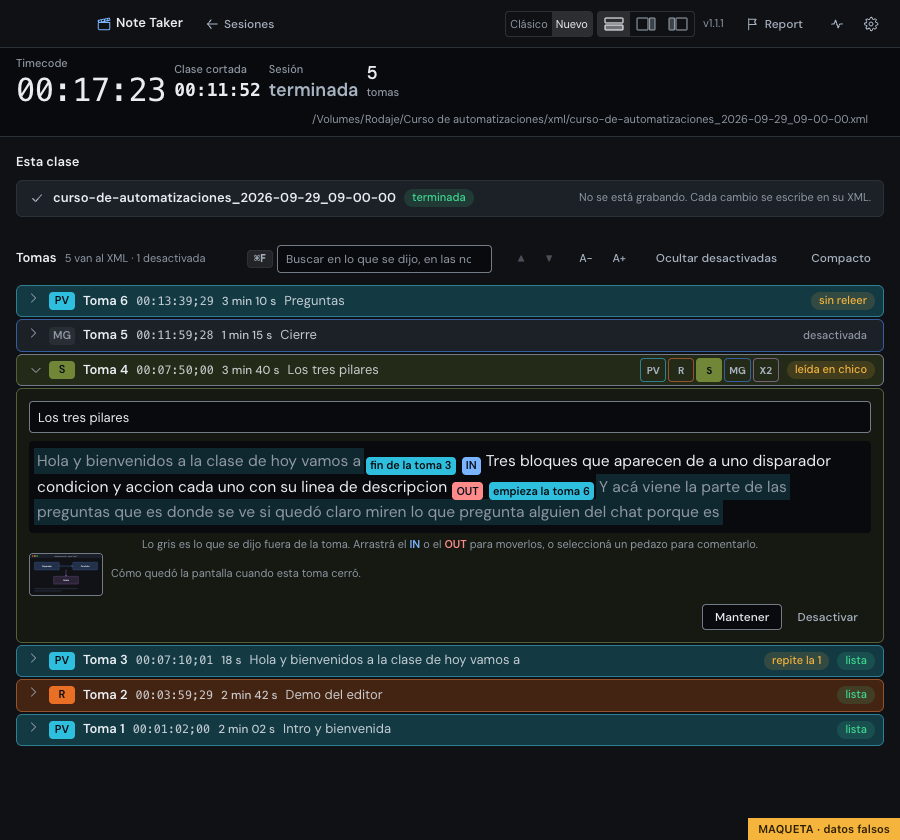 Note Taker
Sesiones
Clásico Nuevo
v1.1.1
Report
Timecode
00:17:23
Clase cortada
00:11:52
Sesión
terminada
5
tomas
/Volumes/Rodaje/Curso de automatizaciones/xml/curso-de-automatizaciones_2026-09-29_09-00-00.xml
Esta clase
curso-de-automatizaciones_2026-09-29_09-00-00 terminada No se está grabando. Cada cambio se escribe en su XML.
Tomas 5 van al XML · 1 desactivada ⌘F Buscar en lo que se dijo, en las no A− A+ Ocultar desactivadas Compacto
PV Toma 6 00:13:39;29 3 min 10 s Preguntas sin releer
MG Toma 5 00:11:59;28 1 min 15 s Cierre desactivada
S Toma 4 00:07:50;00 3 min 40 s Los tres pilares PV R S MG X2 leída en chico
Los tres pilares
Hola y bienvenidos a la clase de hoy vamos a fin de la toma 3 IN Tres bloques que aparecen de a uno disparador
condicion y accion cada uno con su linea de descripcion OUT empieza la toma 6 Y acá viene la parte de las
preguntas que es donde se ve si quedó claro miren lo que pregunta alguien del chat porque es
Lo gris es lo que se dijo fuera de la toma. Arrastrá el IN o el OUT para moverlos, o seleccioná un pedazo para comentarlo.
Cómo quedó la pantalla cuando esta toma cerró.
Mantener Desactivar
PV Toma 3 00:07:10;01 18 s Hola y bienvenidos a la clase de hoy vamos a repite la 1 lista
R Toma 2 00:03:59;29 2 min 42 s Demo del editor lista
PV Toma 1 00:01:02;00 2 min 02 s Intro y bienvenida lista
MAQUETA · datos falsos